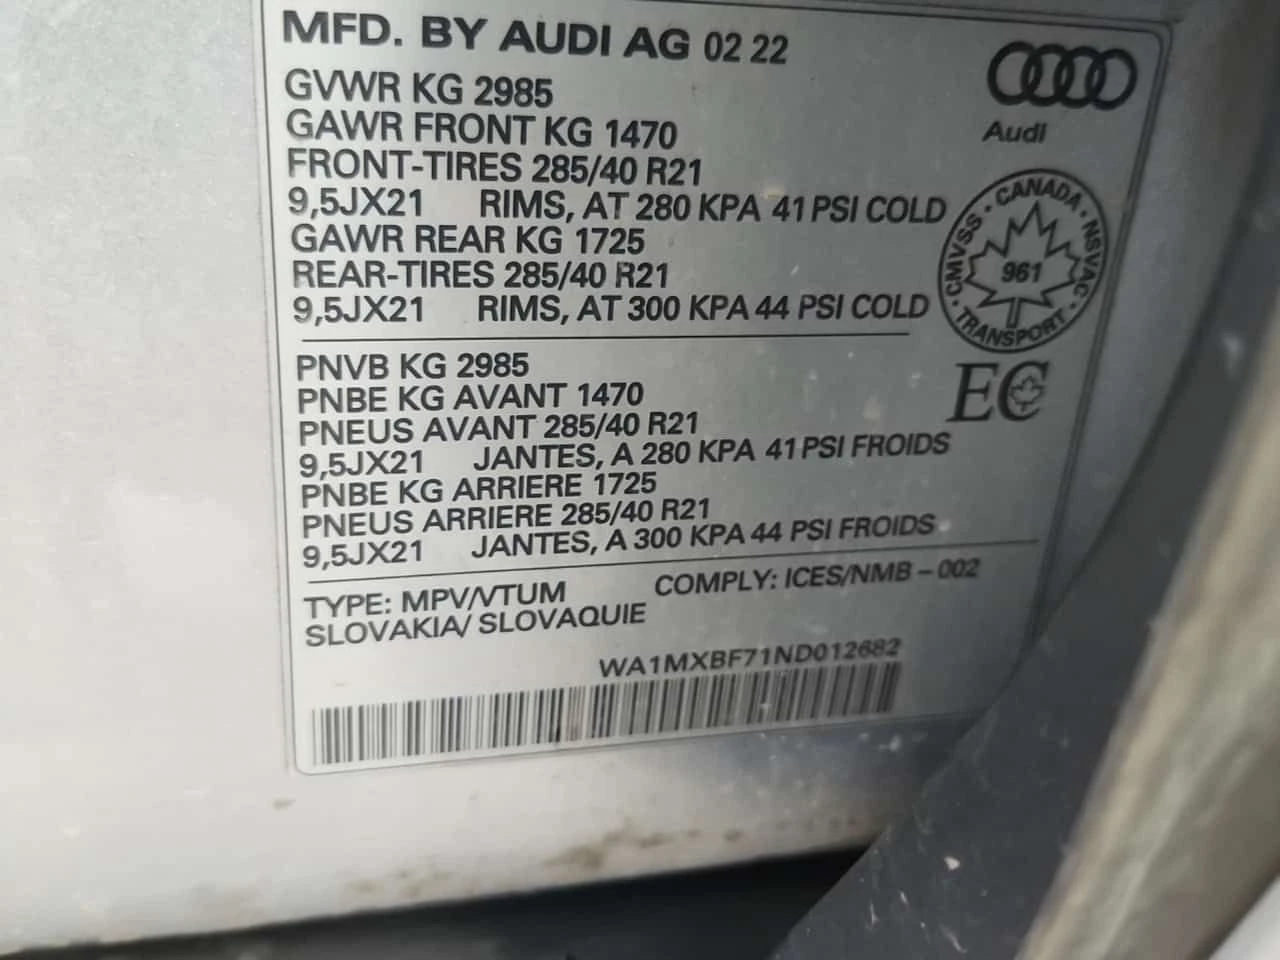 MFD. BY AUDI AG 02 22
GVWR KG 2985
GAWR FRONT KG 1470
FRONT-TIRES 285/40 R21
9,5JX21 RIMS, AT 280 KPA 41 PSI COLD
GAWR REAR KG 1725
REAR-TIRES 285/40 R21
9,5JX21 RIMS, AT 300 KPA 44 PSI COLD
Audi
CMVSS • CANADA • NSVAC • TRANSPORT •
961
PNVB KG 2985
PNBE KG AVANT 1470
PNEUS AVANT 285/40 R21
9,5JX21 JANTES, A 280 KPA 41 PSI FROIDS
PNBE KG ARRIERE 1725
PNEUS ARRIERE 285/40 R21
9,5JX21 JANTES, A 300 KPA 44 PSI FROIDS
EC
TYPE: MPV/VTUM COMPLY: ICES/NMB – 002
SLOVAKIA/ SLOVAQUIE
WA1MXBF71ND012682